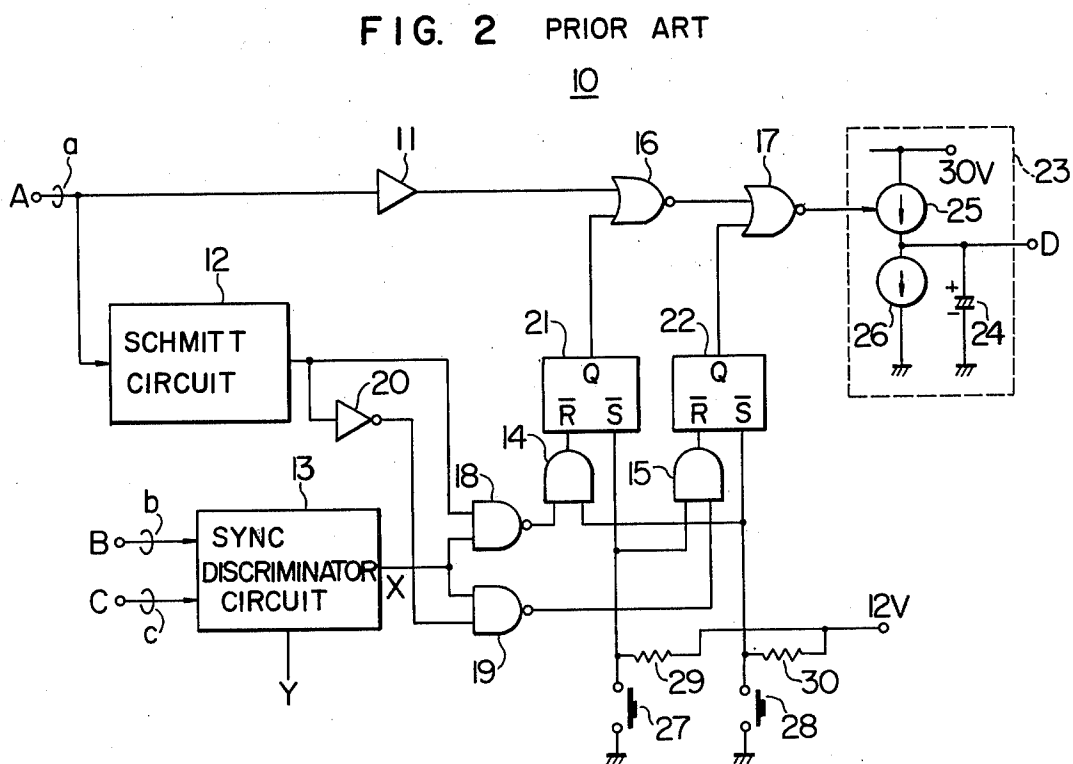 FIG. 2 PRIOR ART
10
A
a
11
16
17
30V
23
25
D
12
SCHMITT
CIRCUIT
20
21
22
Q
R̅ S̅
Q
R̅ S̅
26
+
-
24
14
15
18
13
B
b
SYNC
DISCRIMINATOR
CIRCUIT
X
C
c
19
12V
29
30
Y
27
28